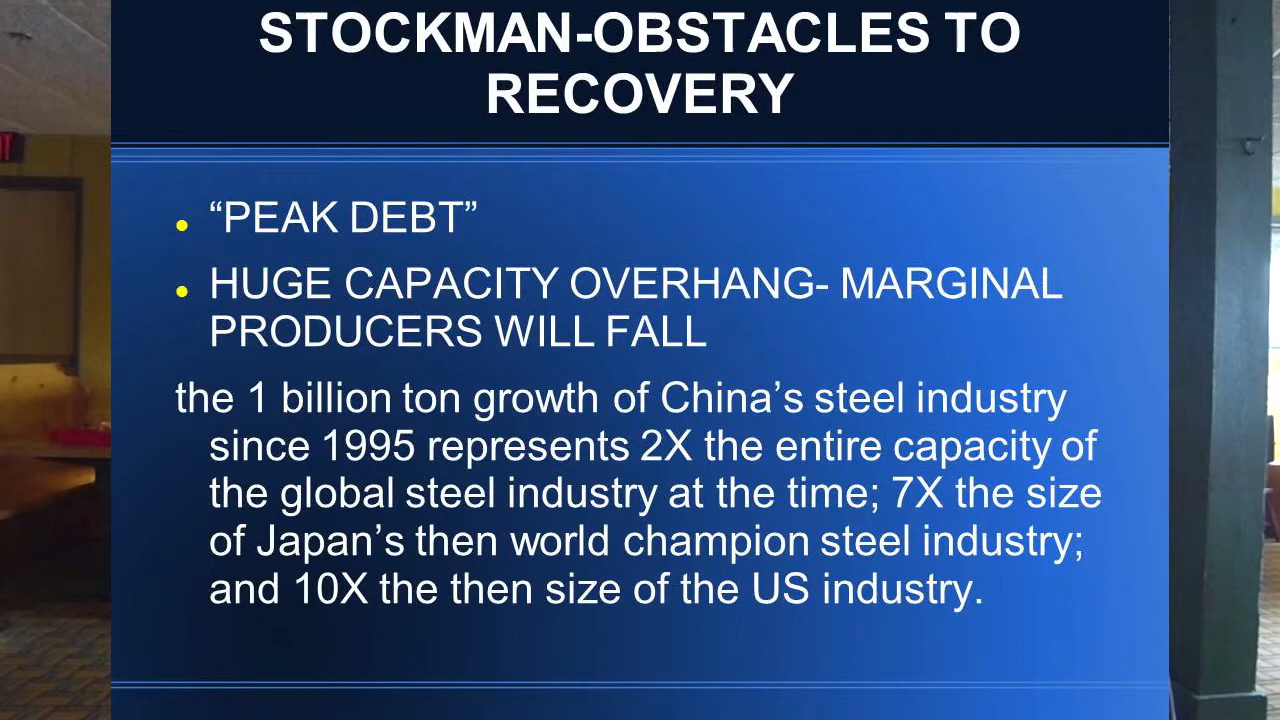 STOCKMAN-OBSTACLES TO
RECOVERY
“PEAK DEBT”
HUGE CAPACITY OVERHANG- MARGINAL
PRODUCERS WILL FALL
the 1 billion ton growth of China’s steel industry
since 1995 represents 2X the entire capacity of
the global steel industry at the time; 7X the size
of Japan’s then world champion steel industry;
and 10X the then size of the US industry.